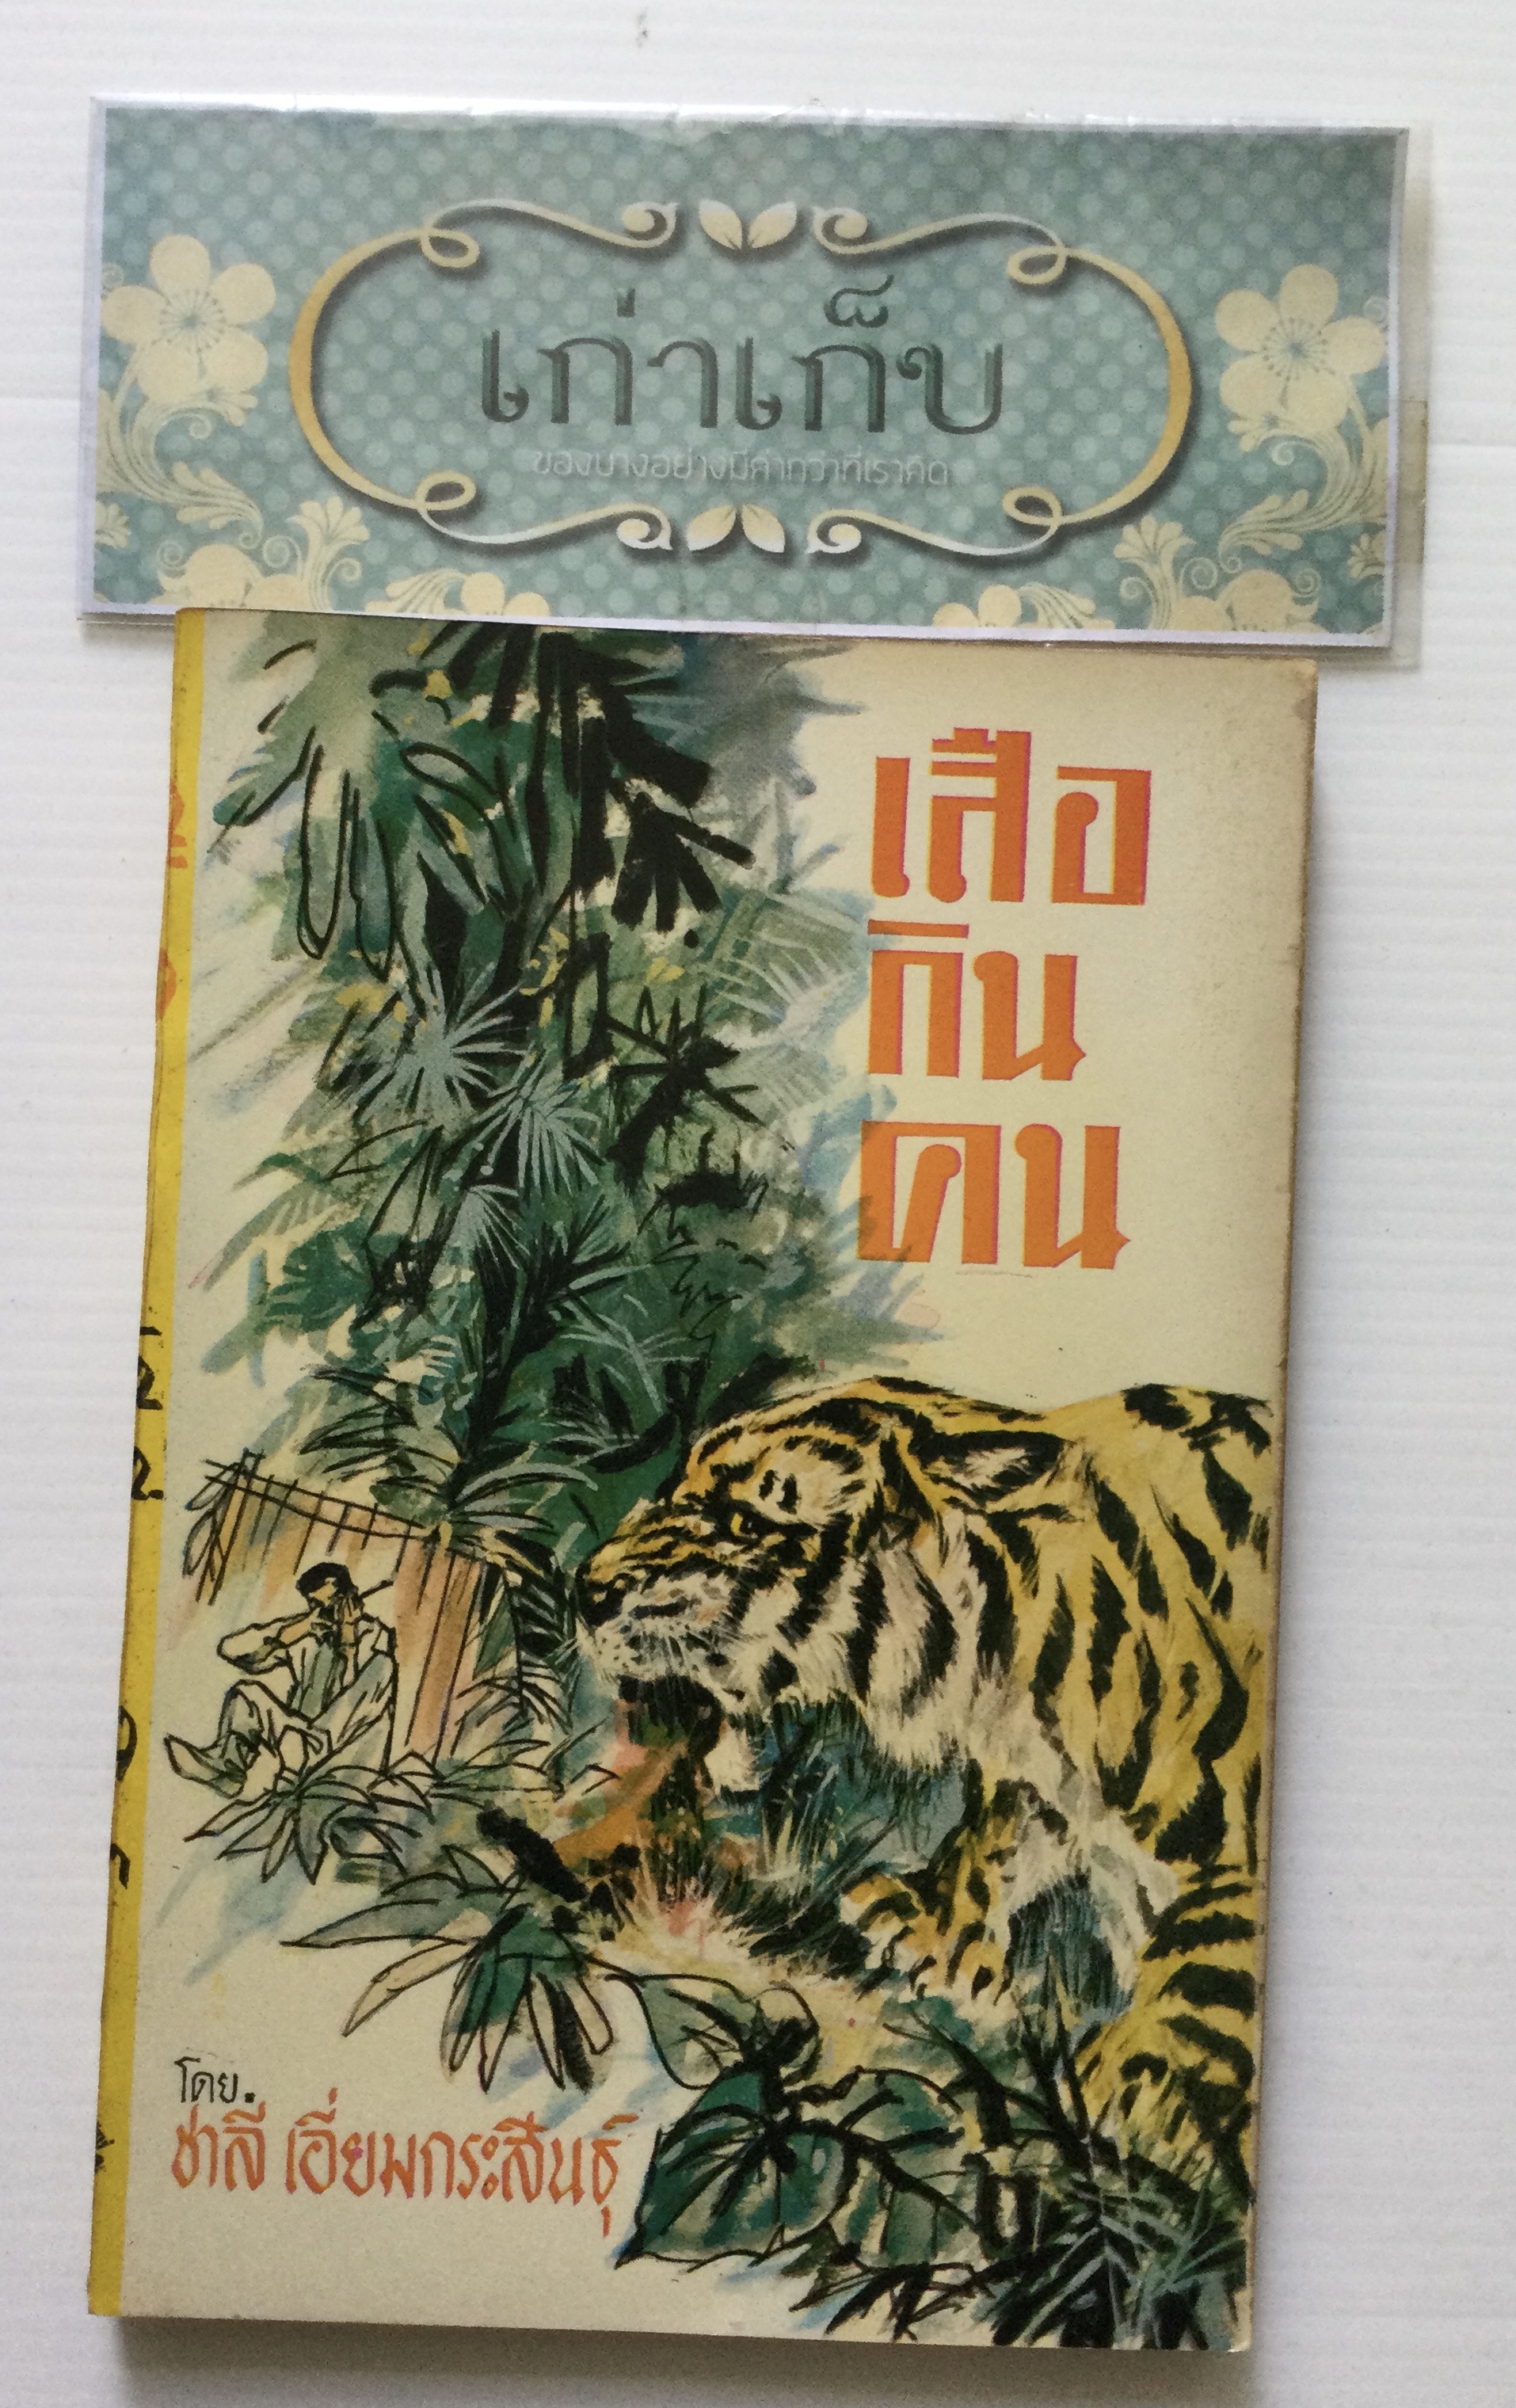 เก่าเก็บ
ของบางอย่างมีค่ากว่าที่เราคิด
เสือ
กิน
คน
โดย.
ชาลี เอี่ยมกระสินธุ์